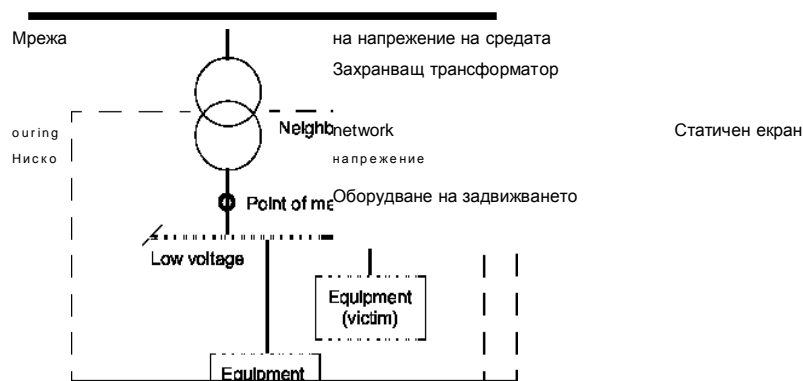 Мрежа на напрежение на средата
Захранващ трансформатор
ouring Neighb network Статичен екран
Ниско напрежение
Point of me Оборудване на задвижването
Low voltage
Equipment
(victim)
Equipment